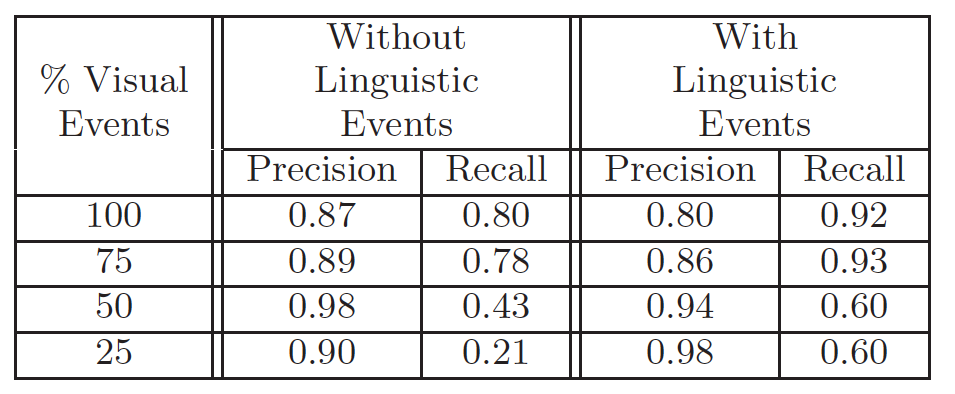 % Visual Events Without Linguistic Events With Linguistic Events
Precision Recall Precision Recall
100 0.87 0.80 0.80 0.92
75 0.89 0.78 0.86 0.93
50 0.98 0.43 0.94 0.60
25 0.90 0.21 0.98 0.60